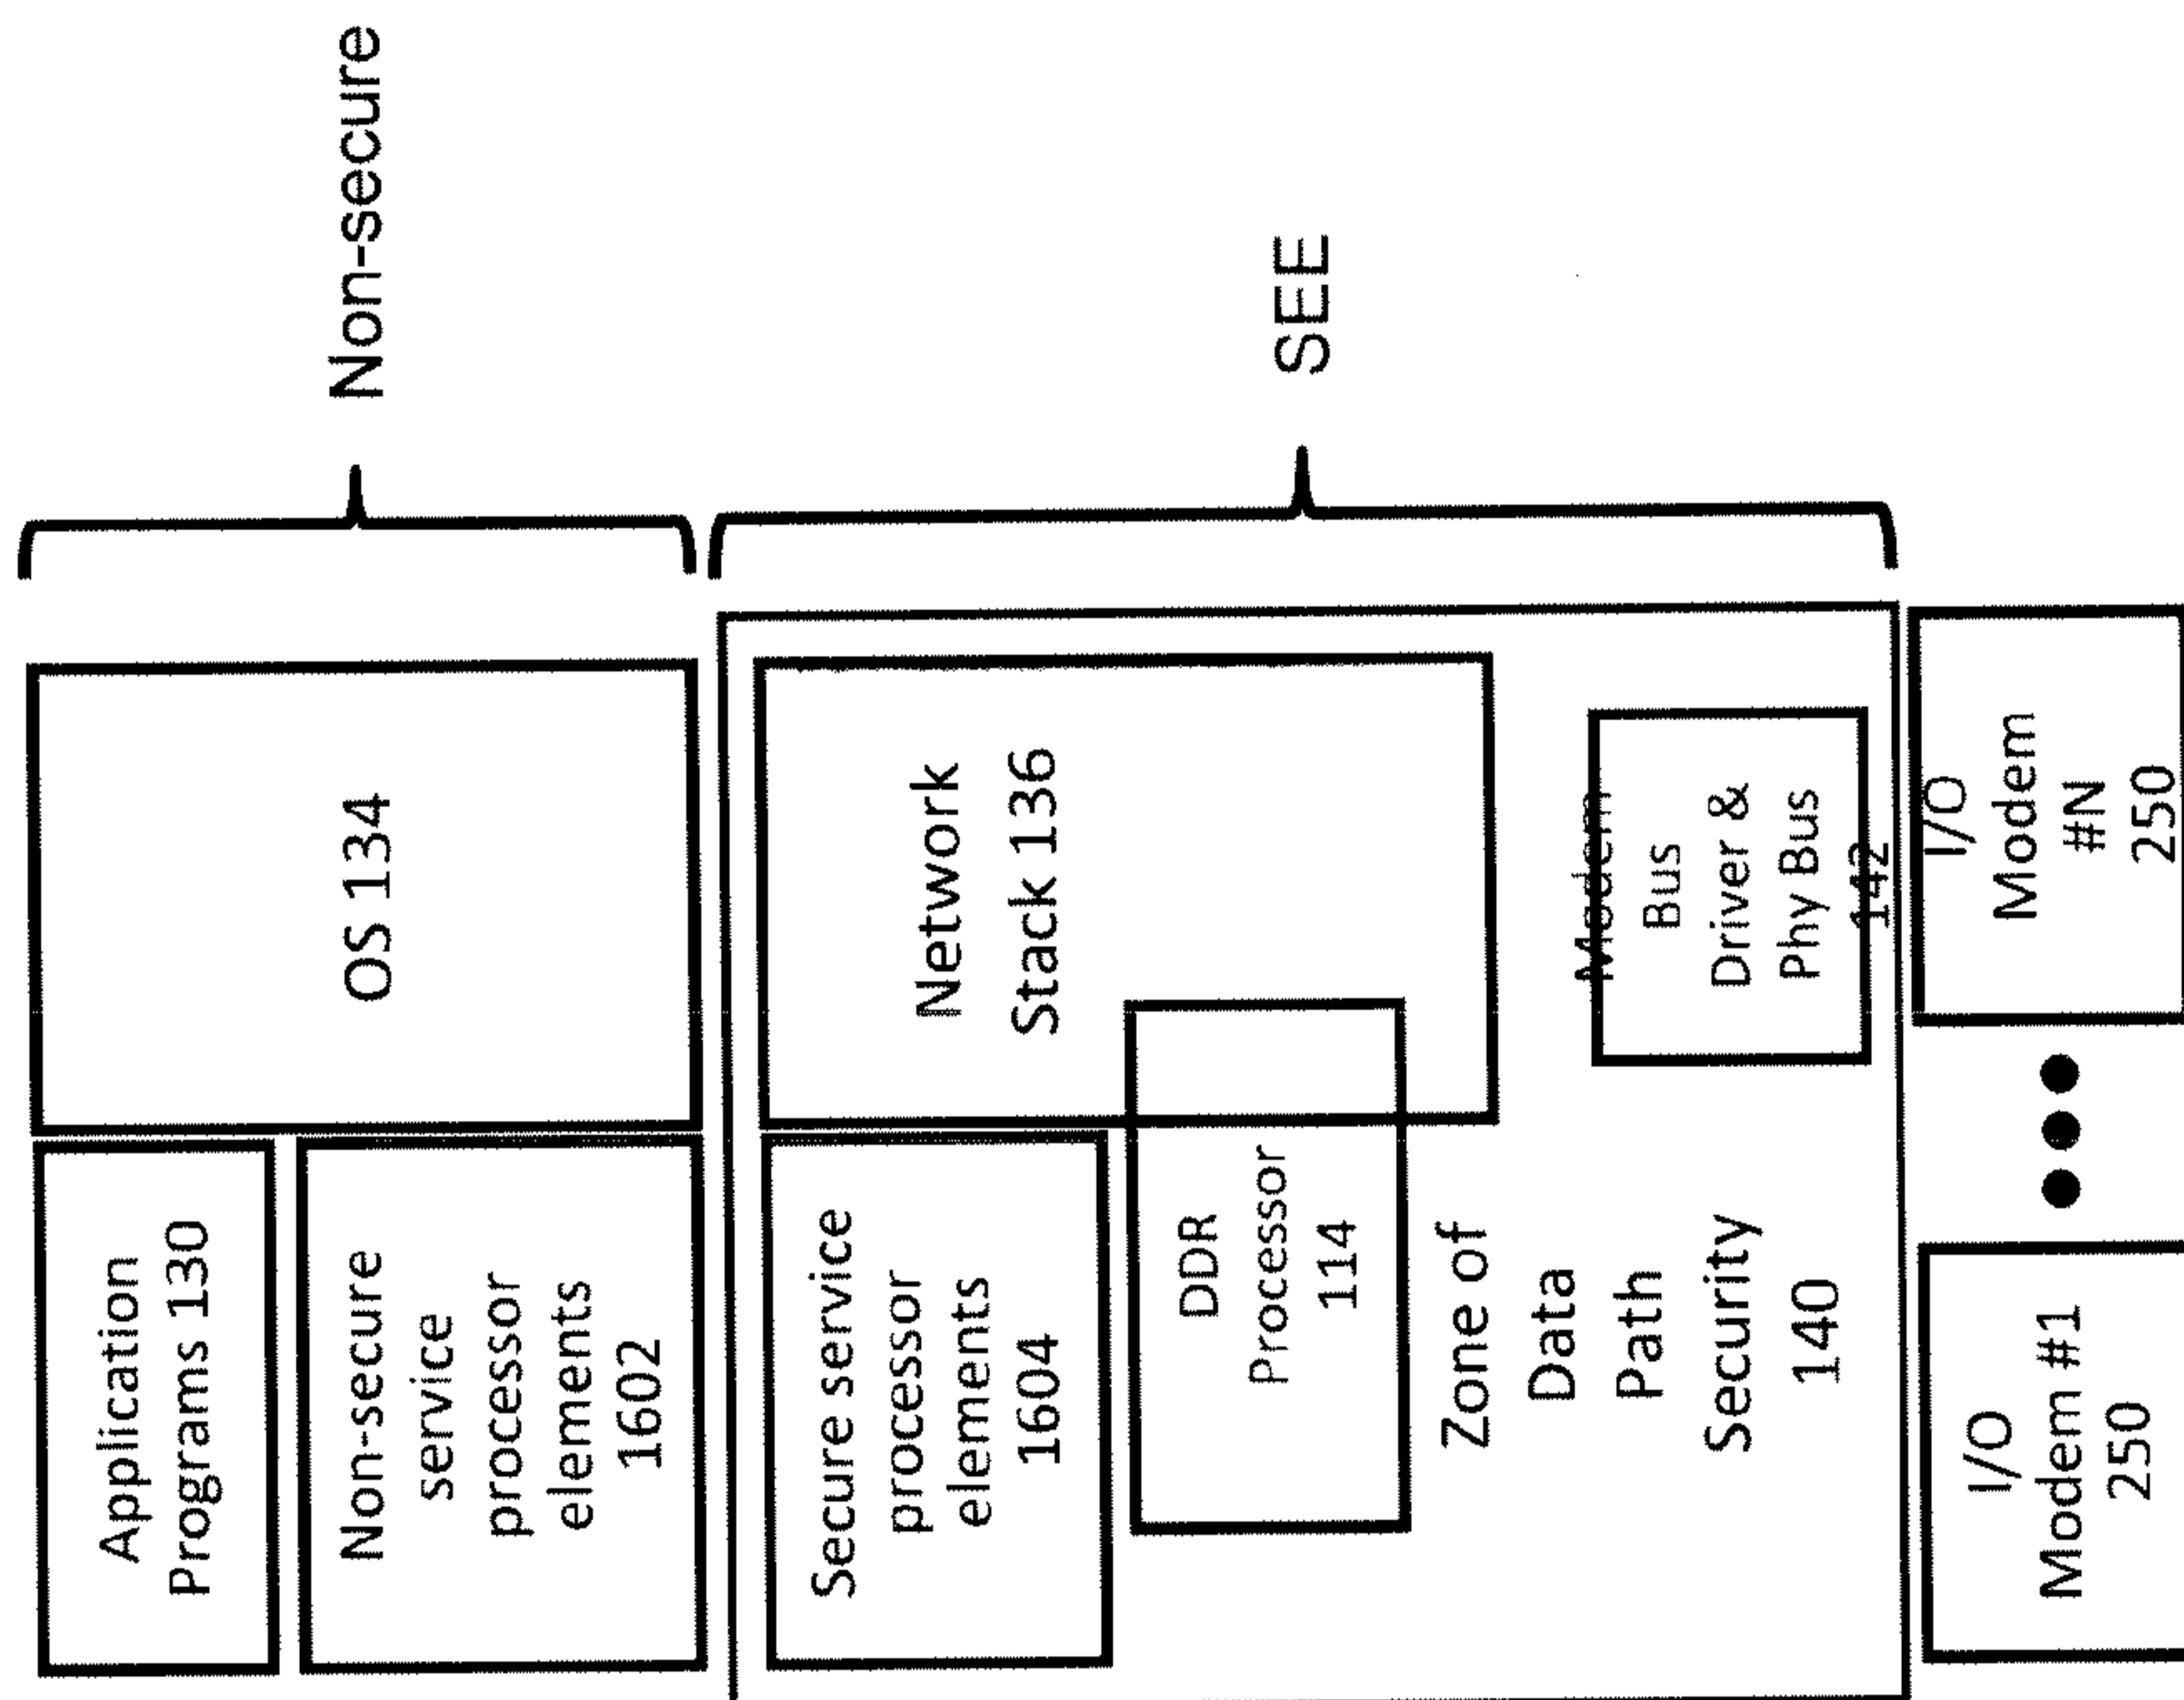 Non-secure
SEE
OS 134
Application
Programs 130
Non-secure
service
processor
elements
1602
Network
Stack 136
Secure service
processor
elements
1604
DDR
Processor
114
Modem
Bus
Driver &
Phy Bus
142
Zone of
Data
Path
Security
140
I/O
Modem #1
250
I/O
Modem
#N
250